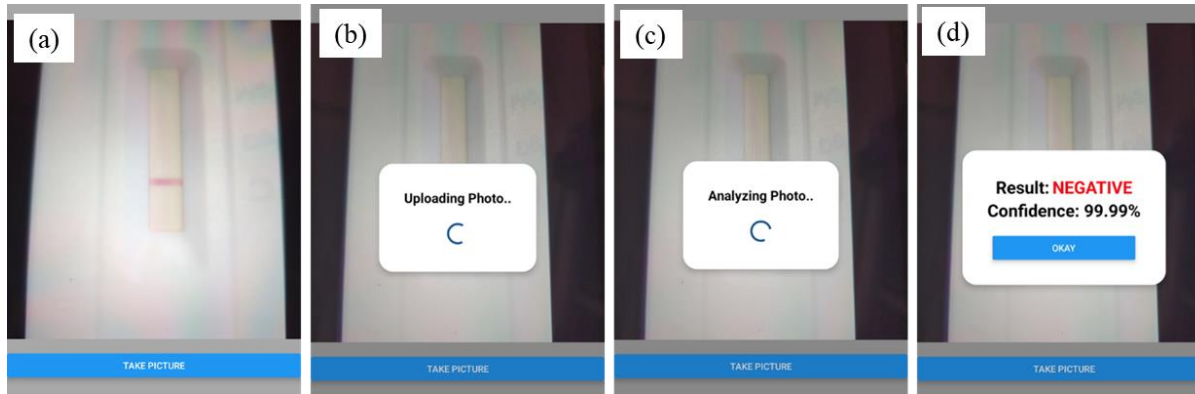 (a)
TAKE PICTURE
(b)
Uploading Photo..
TAKE PICTURE
(c)
Analyzing Photo..
TAKE PICTURE
(d)
Result: NEGATIVE
Confidence: 99.99%
OKAY
TAKE PICTURE